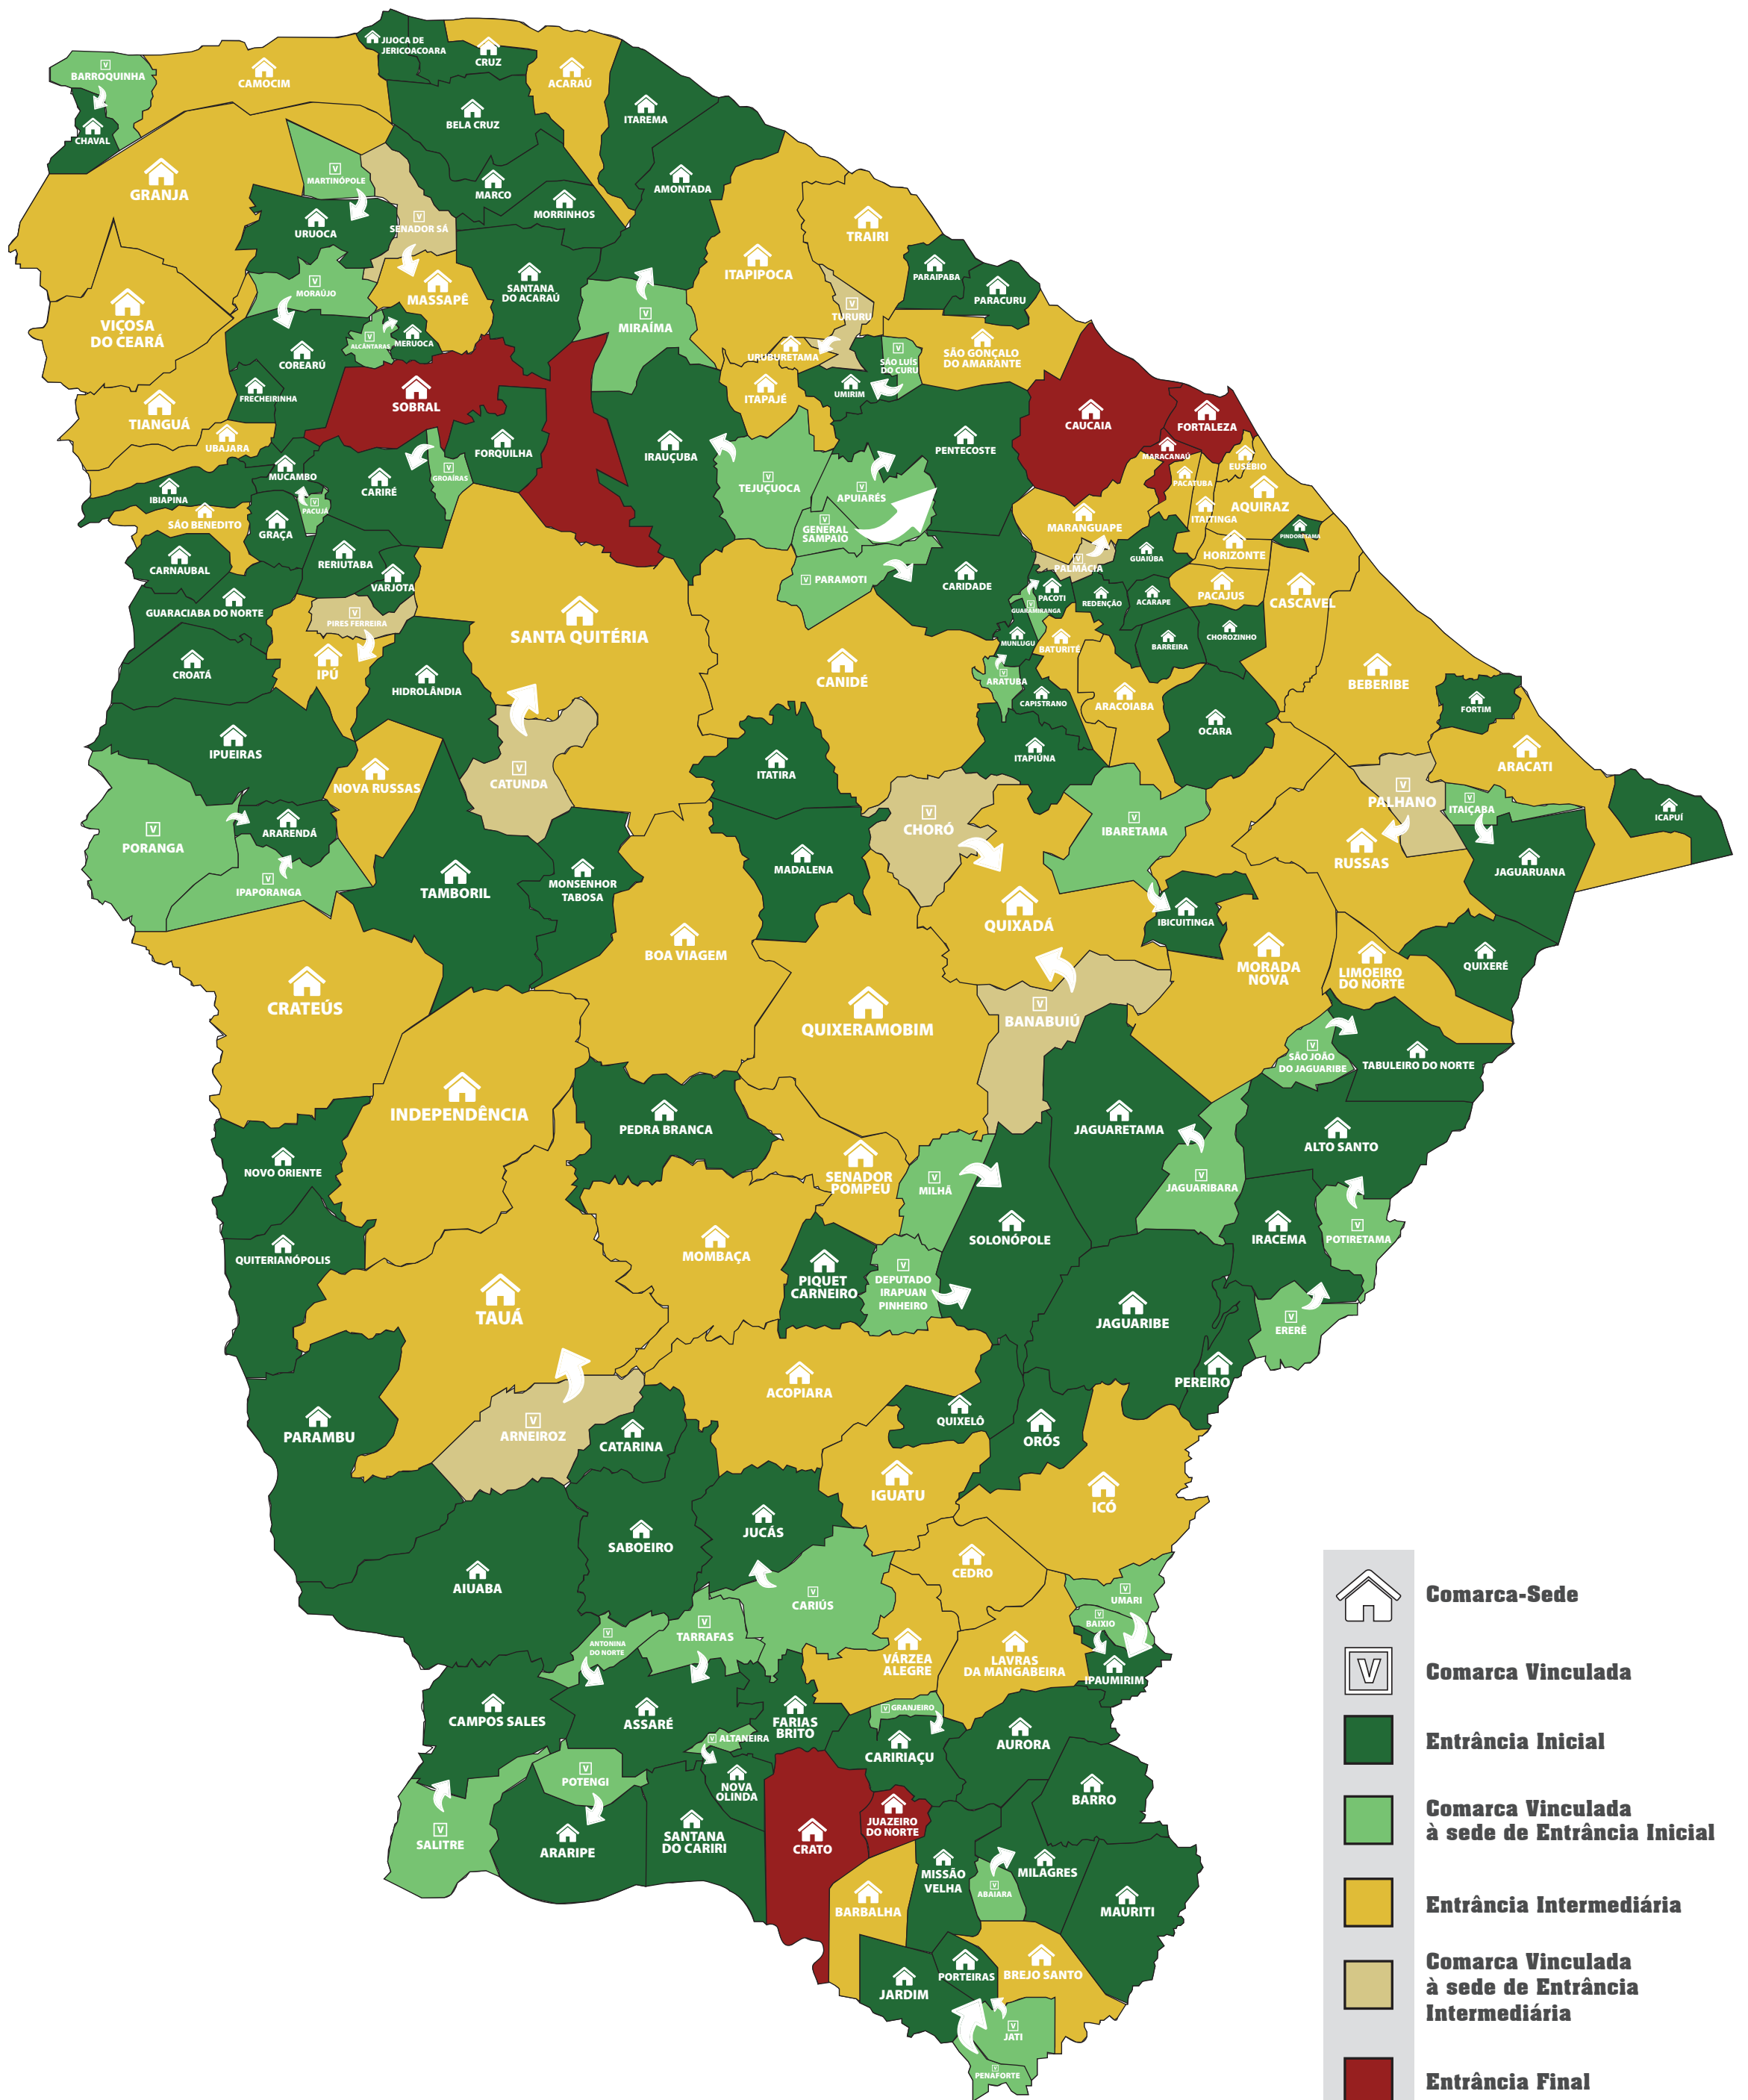 JIJOCA DE
JERICOACOARA
CRUZ
V
BARROQUINHA
CAMOCIM
ACARAÚ
ITAREMA
BELA CRUZ
CHAVAL
V
MARTINÓPOLE
GRANJA
MARCO
AMONTADA
MORRINHOS
V
SENADOR SÁ
URUOCA
TRAIRI
ITAPIPOCA
PARAIPABA
V
MORAÚJO
MASSAPÊ
SANTANA
DO ACARAÚ
PARACURU
V
TURURU
V
MIRAÍMA
VIÇOSA
DO CEARÁ
V
ALCÂNTARAS
MERUOCA
COREAÚ
URUBURETAMA
V
SÃO LUÍS
DO CURU
SÃO GONÇALO
DO AMARANTE
FRECHEIRINHA
SOBRAL
ITAPAJÉ
UMIRIM
TIANGUÁ
CAUCAIA
FORTALEZA
UBAJARA
FORQUILHA
IRAUÇUBA
PENTECOSTE
MARACANAÚ
EUSÉBIO
MUCAMBO
CARIRÉ
V
GROAÍRAS
V
TEJUÇUOCA
V
APUIARÉS
PACATUBA
AQUIRAZ
IBIAPINA
V
PACUJÁ
SÃO BENEDITO
GRAÇA
V
GENERAL
SAMPAIO
MARANGUAPE
ITAITINGA
PINDORETAMA
CARNAUBAL
RERIUTABA
VARJOTA
V PARAMOTI
CARIDADE
V
PALMÁCIA
GUAIÚBA
HORIZONTE
GUARACIABA DO NORTE
PACOTI
REDENÇÃO
ACARAPE
PACAJUS
CASCAVEL
V
GUARAMIRANGA
V
PIRES FERREIRA
SANTA QUITÉRIA
MUNLUGU
BATURITÉ
BARREIRA
CHOROZINHO
CROATÁ
IPÚ
HIDROLÂNDIA
CANIDÉ
V
ARATUBA
CAPISTRANO
ARACOIABA
BEBERIBE
FORTIM
IPUEIRAS
OCARA
NOVA RUSSAS
V
CATUNDA
ITATIRA
ITAPIÚNA
ARACATI
V
PORANGA
ARARENDÁ
V
CHORÓ
V
IBARETAMA
V
PALHANO
V
ITAIÇABA
ICAPUÍ
V
IPAPORANGA
TAMBORIL
MONSENHOR
TABOSA
MADALENA
RUSSAS
JAGUARUANA
QUIXADÁ
IBICUITINGA
BOA VIAGEM
MORADA
NOVA
LIMOEIRO
DO NORTE
QUIXERÉ
CRATEÚS
QUIXERAMOBIM
V
BANABUIÚ
V
SÃO JOÃO
DO JAGUARIBE
TABULEIRO DO NORTE
INDEPENDÊNCIA
PEDRA BRANCA
JAGUARETAMA
ALTO SANTO
NOVO ORIENTE
SENADOR
POMPEU
V
MILHÃ
V
JAGUARIBARA
QUITERIANÓPOLIS
MOMBAÇA
SOLONÓPOLE
IRACEMA
V
POTIRETAMA
PIQUET
CARNEIRO
V
DEPUTADO
IRAPUAN
PINHEIRO
TAUÁ
JAGUARIBE
V
ERERÊ
PEREIRO
ACOPIARA
PARAMBU
V
ARNEIROZ
CATARINA
QUIXELÔ
ORÓS
IGUATU
ICÓ
JUCÁS
SABOEIRO
AIUABA
CEDRO
V
CARIÚS
V
UMARI
V
BAIXIO
V
TARRAFAS
V
ANTONINA
DO NORTE
VÁRZEA
ALEGRE
LAVRAS
DA MANGABEIRA
IPAUMIRIM
CAMPOS SALES
ASSARÉ
FARIAS
BRITO
V GRANJEIRO
V ALTANEIRA
CARIRIAÇU
AURORA
V
POTENGI
NOVA
OLINDA
BARRO
V
SALITRE
ARARIPE
SANTANA
DO CARIRI
CRATO
JUAZEIRO
DO NORTE
MISSÃO
VELHA
MILAGRES
V
ABAIARA
BARBALHA
MAURITI
JARDIM
PORTEIRAS
BREJO SANTO
V
JATI
V
PENAFORTE
Comarca-Sede
V
Comarca Vinculada
Entrância Inicial
Comarca Vinculada
à sede de Entrância Inicial
Entrância Intermediária
Comarca Vinculada
à sede de Entrância
Intermediária
Entrância Final